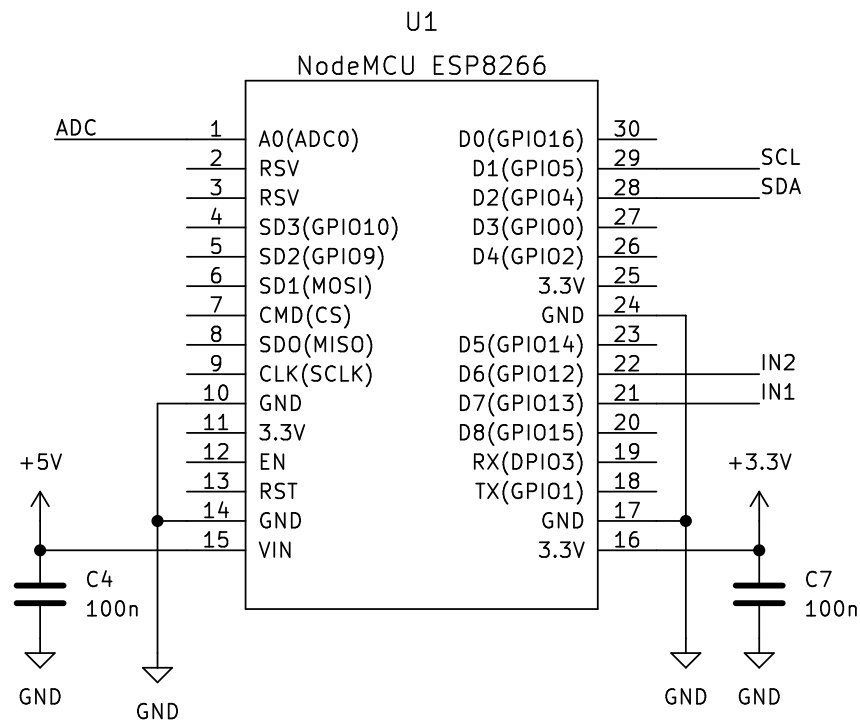 U1
NodeMCU ESP8266
ADC 1 A0(ADC0) D0(GPIO16) 30
2 RSV D1(GPIO5) 29 SCL
3 RSV D2(GPIO4) 28 SDA
4 SD3(GPIO10) D3(GPIO0) 27
5 SD2(GPIO9) D4(GPIO2) 26
6 SD1(MOSI) 3.3V 25
7 CMD(CS) GND 24
8 SDO(MISO) D5(GPIO14) 23
9 CLK(SCLK) D6(GPIO12) 22 IN2
10 GND D7(GPIO13) 21 IN1
11 3.3V D8(GPIO15) 20
+5V 12 EN RX(DPIO3) 19 +3.3V
13 RST TX(GPIO1) 18
14 GND GND 17
15 VIN 3.3V 16
C4 C7
100n 100n
GND GND GND GND